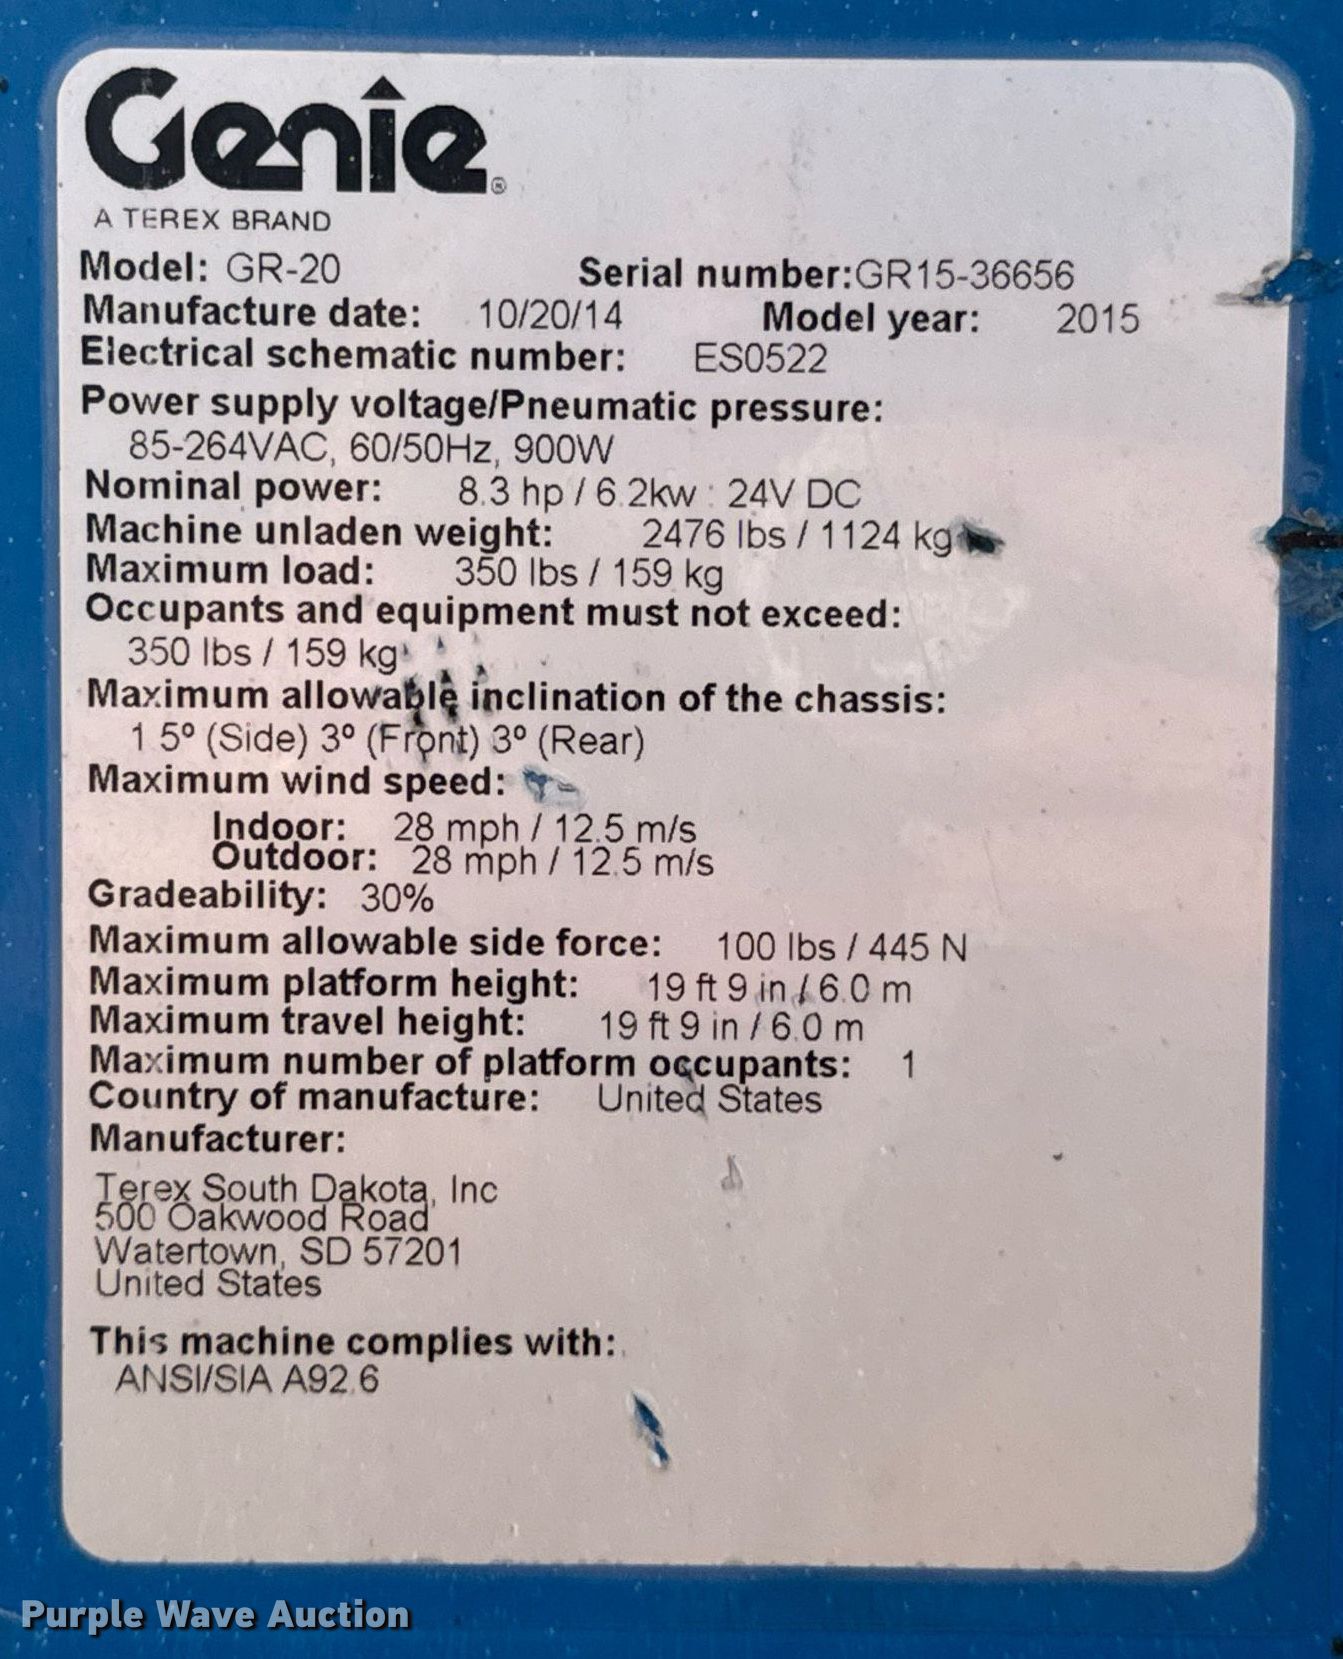 Genie®
A TEREX BRAND
Model: GR-20 Serial number:GR15-36656
Manufacture date: 10/20/14 Model year: 2015
Electrical schematic number: ES0522
Power supply voltage/Pneumatic pressure:
85-264VAC, 60/50Hz, 900W
Nominal power: 8.3 hp / 6.2kw : 24V DC
Machine unladen weight: 2476 lbs / 1124 kg
Maximum load: 350 lbs / 159 kg
Occupants and equipment must not exceed:
350 lbs / 159 kg
Maximum allowable inclination of the chassis:
1 5º (Side) 3º (Front) 3º (Rear)
Maximum wind speed:
Indoor: 28 mph / 12.5 m/s
Outdoor: 28 mph / 12.5 m/s
Gradeability: 30%
Maximum allowable side force: 100 lbs / 445 N
Maximum platform height: 19 ft 9 in / 6.0 m
Maximum travel height: 19 ft 9 in / 6.0 m
Maximum number of platform occupants: 1
Country of manufacture: United States
Manufacturer:
Terex South Dakota, Inc
500 Oakwood Road
Watertown, SD 57201
United States
This machine complies with:
ANSI/SIA A92.6
Purple Wave Auction